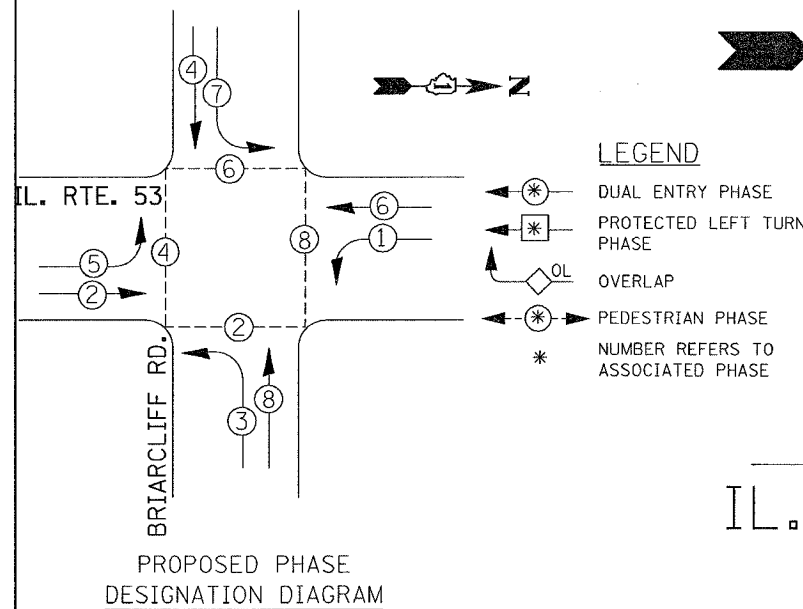 4
7
6
N
LEGEND
IL. RTE. 53
6
* DUAL ENTRY PHASE
4
8
1
* PROTECTED LEFT TURN
PHASE
5
OL
OVERLAP
2
2
* PEDESTRIAN PHASE
* NUMBER REFERS TO
ASSOCIATED PHASE
3
8
BRIARCLIFF RD.
IL.
PROPOSED PHASE
DESIGNATION DIAGRAM